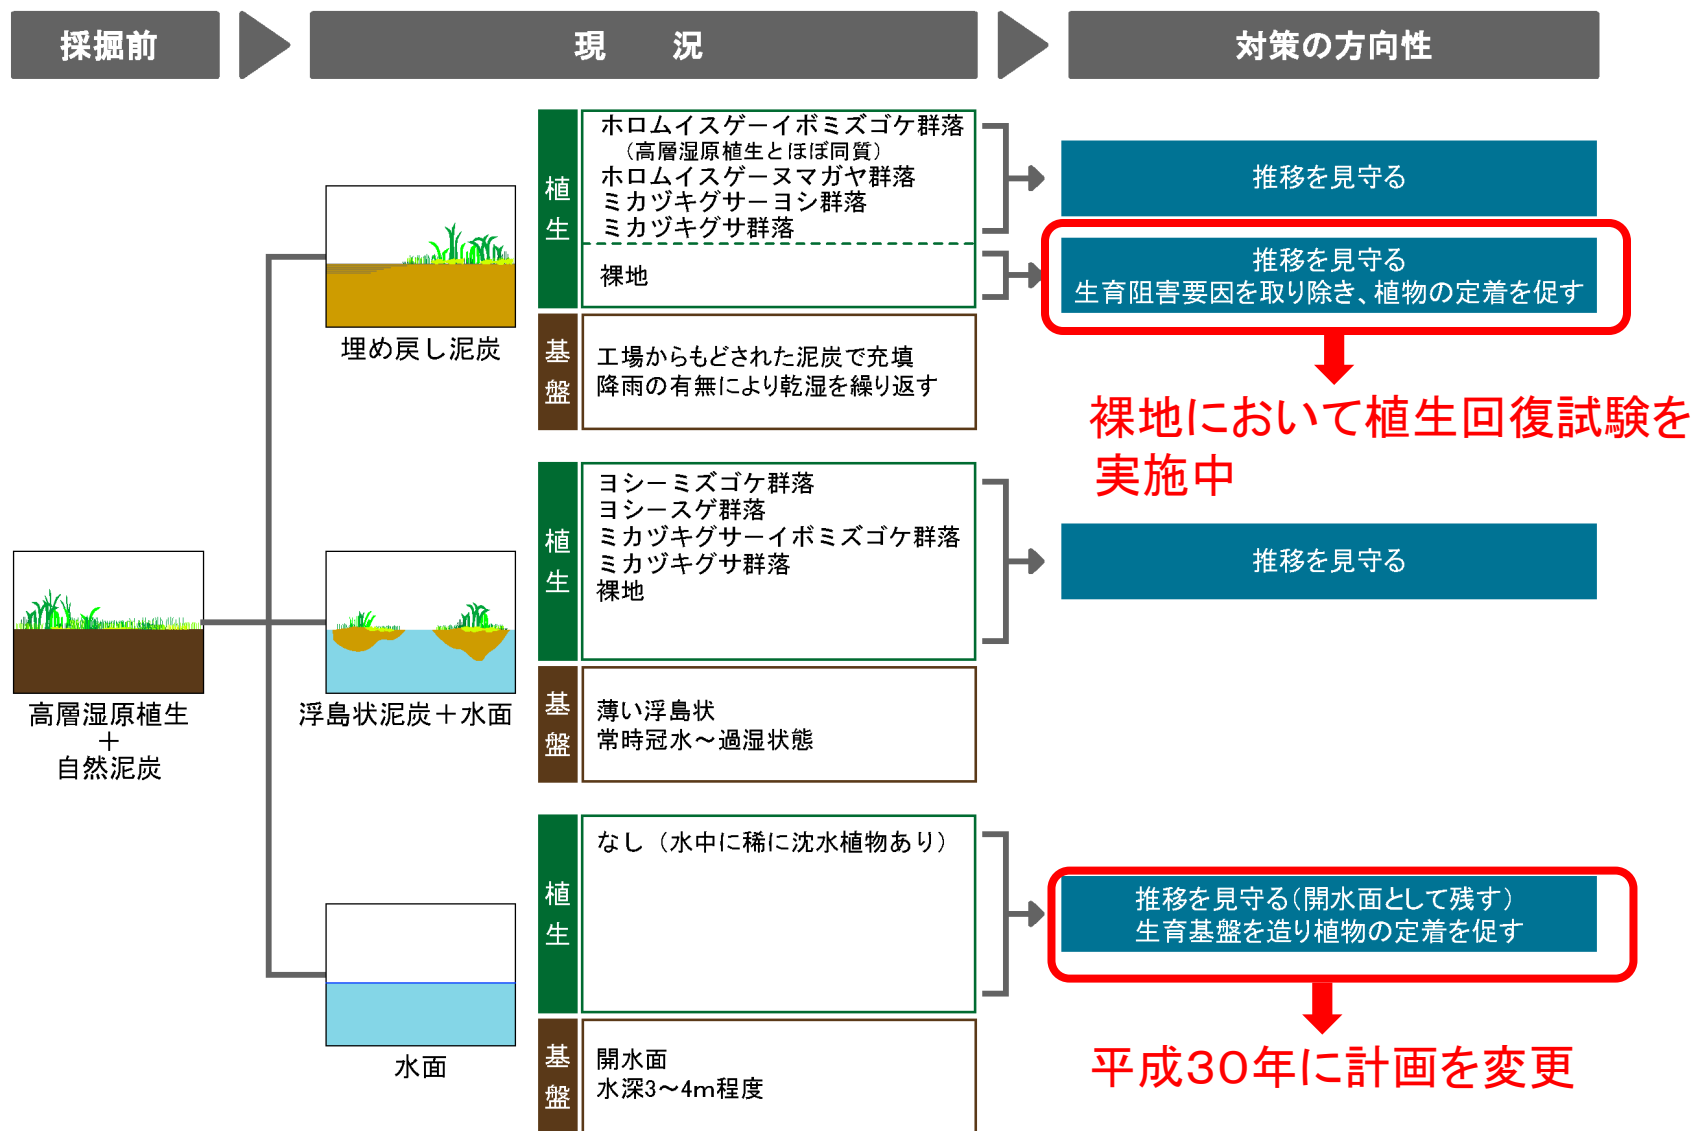 採掘前
現　況
対策の方向性
植生
ホロムイスゲーイボミズゴケ群落
（高層湿原植生とほぼ同質）
ホロムイスゲーヌマガヤ群落
ミカヅキグサーヨシ群落
ミカヅキグサ群落
裸地
推移を見守る
推移を見守る
生育阻害要因を取り除き、植物の定着を促す
埋め戻し泥炭
基盤
工場からもどされた泥炭で充填
降雨の有無により乾湿を繰り返す
裸地において植生回復試験を
実施中
植生
ヨシーミズゴケ群落
ヨシースゲ群落
ミカヅキグサーイボミズゴケ群落
ミカヅキグサ群落
裸地
推移を見守る
高層湿原植生
＋
自然泥炭
浮島状泥炭＋水面
基盤
薄い浮島状
常時冠水～過湿状態
植生
なし（水中に稀に沈水植物あり）
推移を見守る（開水面として残す）
生育基盤を造り植物の定着を促す
水面
基盤
開水面
水深3～4m程度
平成30年に計画を変更